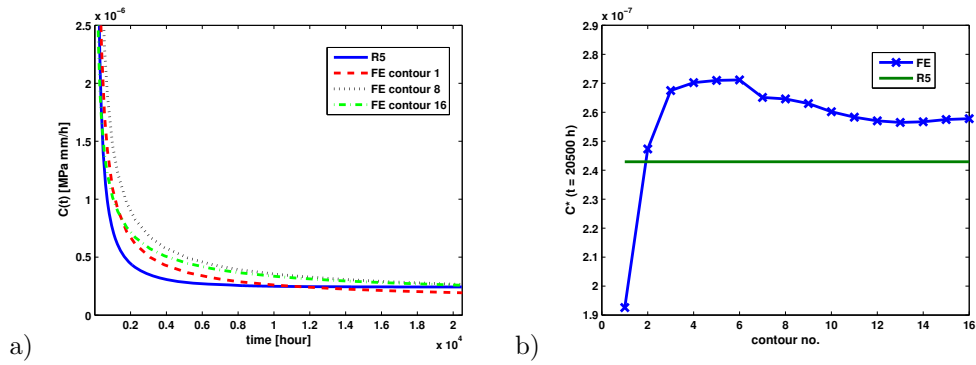 x 10⁻⁶
2.5
2
1.5
1
0.5
0
C(t) [MPa mm/h]
R5
FE contour 1
FE contour 8
FE contour 16
0.2 0.4 0.6 0.8 1 1.2 1.4 1.6 1.8 2
x 10⁴
time [hour]
a)
x 10⁻⁷
2.9
2.8
2.7
2.6
2.5
2.4
2.3
2.2
2.1
2
1.9
C* (t = 20500 h)
FE
R5
0 2 4 6 8 10 12 14 16
contour no.
b)